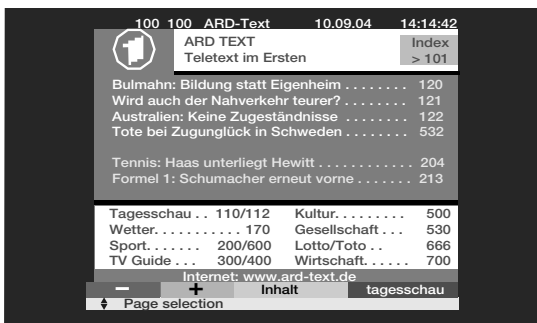 100 100 ARD-Text 10.09.04 14:14:42
ARD TEXT Index
Teletext im Ersten > 101
Bulmahn: Bildung statt Eigenheim . . . . . . . . 120
Wird auch der Nahverkehr teurer? . . . . . . . . 121
Australien: Keine Zugeständnisse . . . . . . . . 122
Tote bei Zugunglück in Schweden . . . . . . . . 532
Tennis: Haas unterliegt Hewitt . . . . . . . . . . . . 204
Formel 1: Schumacher erneut vorne . . . . . . . 213
Tagesschau . . 110/112 Kultur. . . . . . . . . 500
Wetter. . . . . . . . . . . 170 Gesellschaft . . . 530
Sport. . . . . . . 200/600 Lotto/Toto . . 666
TV Guide . . . 300/400 Wirtschaft. . . . . . 700
Internet: www.ard-text.de
− + Inhalt tagesschau
Page selection